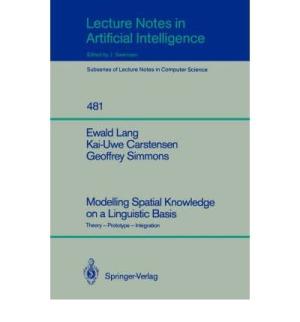 Lecture Notes in
Artificial Intelligence
Edited by J. Siekmann
Subseries of Lecture Notes in Computer Science
481
Ewald Lang
Kai-Uwe Carstensen
Geoffrey Simmons
Modelling Spatial Knowledge
on a Linguistic Basis
Theory – Prototype – Integration
Springer-Verlag